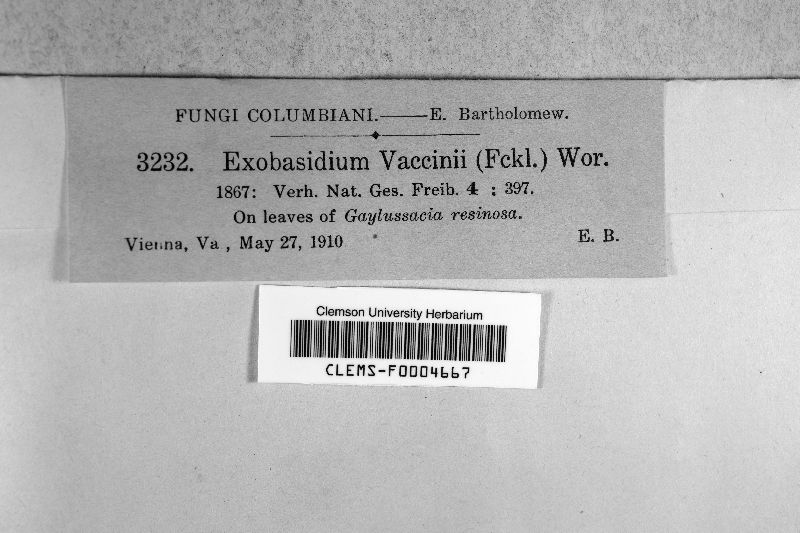 FUNGI COLUMBIANI.——E. Bartholomew.
3232. Exobasidium Vaccinii (Fckl.) Wor.
1867: Verh. Nat. Ges. Freib. 4 : 397.
On leaves of Gaylussacia resinosa.
Vienna, Va , May 27, 1910 E. B.
Clemson University Herbarium
CLEMS-F0004667